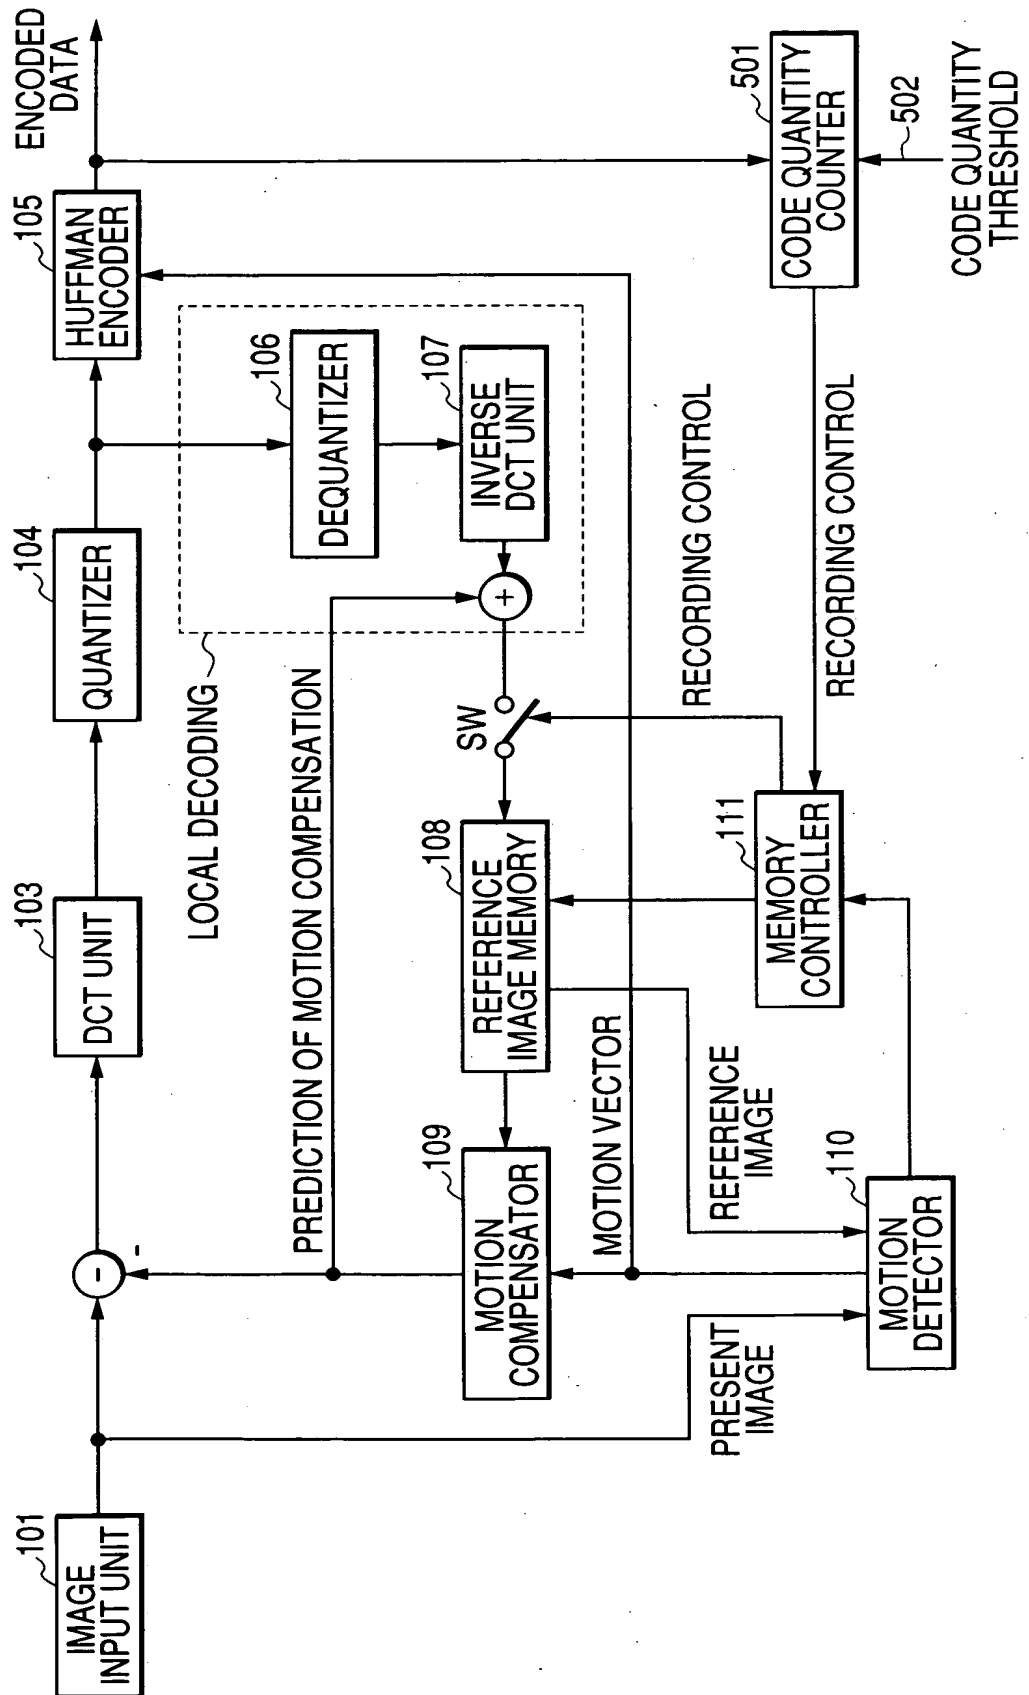 101
IMAGE
INPUT UNIT
-
-
103
DCT UNIT
104
QUANTIZER
105
HUFFMAN
ENCODER
ENCODED
DATA
LOCAL DECODING
106
DEQUANTIZER
107
INVERSE
DCT UNIT
+
PREDICTION OF MOTION COMPENSATION
SW
109
MOTION
COMPENSATOR
108
REFERENCE
IMAGE MEMORY
MOTION VECTOR
RECORDING CONTROL
PRESENT
IMAGE
REFERENCE
IMAGE
110
MOTION
DETECTOR
111
MEMORY
CONTROLLER
RECORDING CONTROL
501
CODE QUANTITY
COUNTER
502
CODE QUANTITY
THRESHOLD